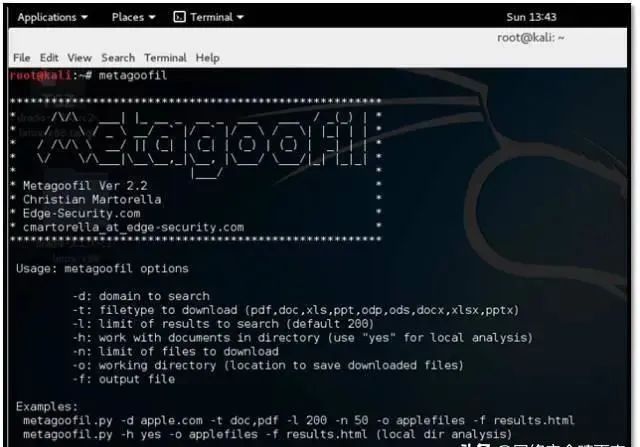 Applications Places Terminal Sun 13:43
root@kali: ~
File Edit View Search Terminal Help
root@kali:~# metagoofil
******************************************************
* Metagoofil Ver 2.2 *
* Christian Martorella *
* Edge-Security.com *
* cmartorella_at_edge-security.com *
******************************************************
Usage: metagoofil options
-d: domain to search
-t: filetype to download (pdf,doc,xls,ppt,odp,ods,docx,xlsx,pptx)
-l: limit of results to search (default 200)
-h: work with documents in directory (use "yes" for local analysis)
-n: limit of files to download
-o: working directory (location to save downloaded files)
-f: output file
Examples:
metagoofil.py -d apple.com -t doc,pdf -l 200 -n 50 -o applefiles -f results.html
metagoofil.py -h yes -o applefiles -f results.html (local dir analysis)